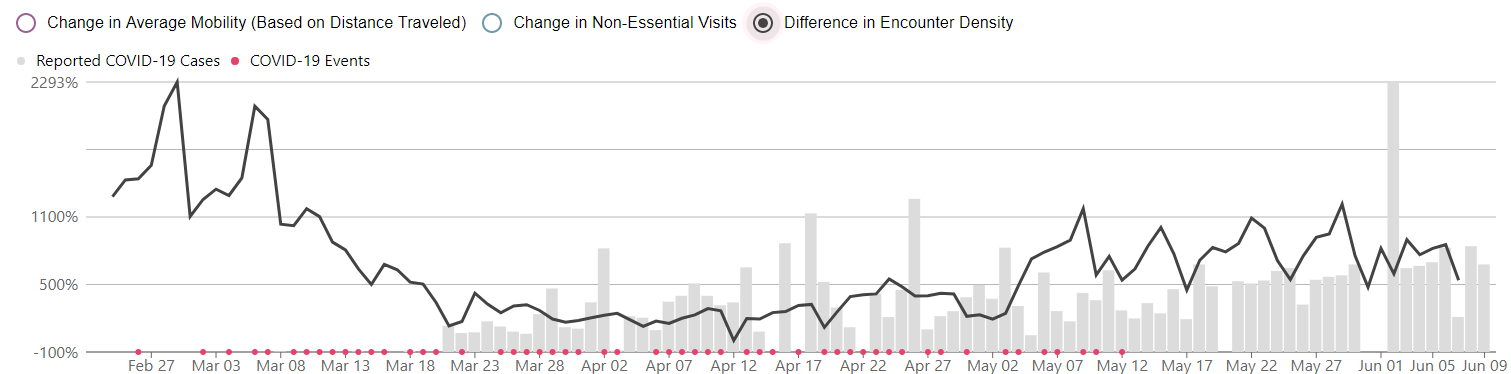 Change in Average Mobility (Based on Distance Traveled) Change in Non-Essential Visits Difference in Encounter Density
Reported COVID-19 Cases COVID-19 Events
2293%
1100%
500%
-100%
Feb 27 Mar 03 Mar 08 Mar 13 Mar 18 Mar 23 Mar 28 Apr 02 Apr 07 Apr 12 Apr 17 Apr 22 Apr 27 May 02 May 07 May 12 May 17 May 22 May 27 Jun 01 Jun 05 Jun 09